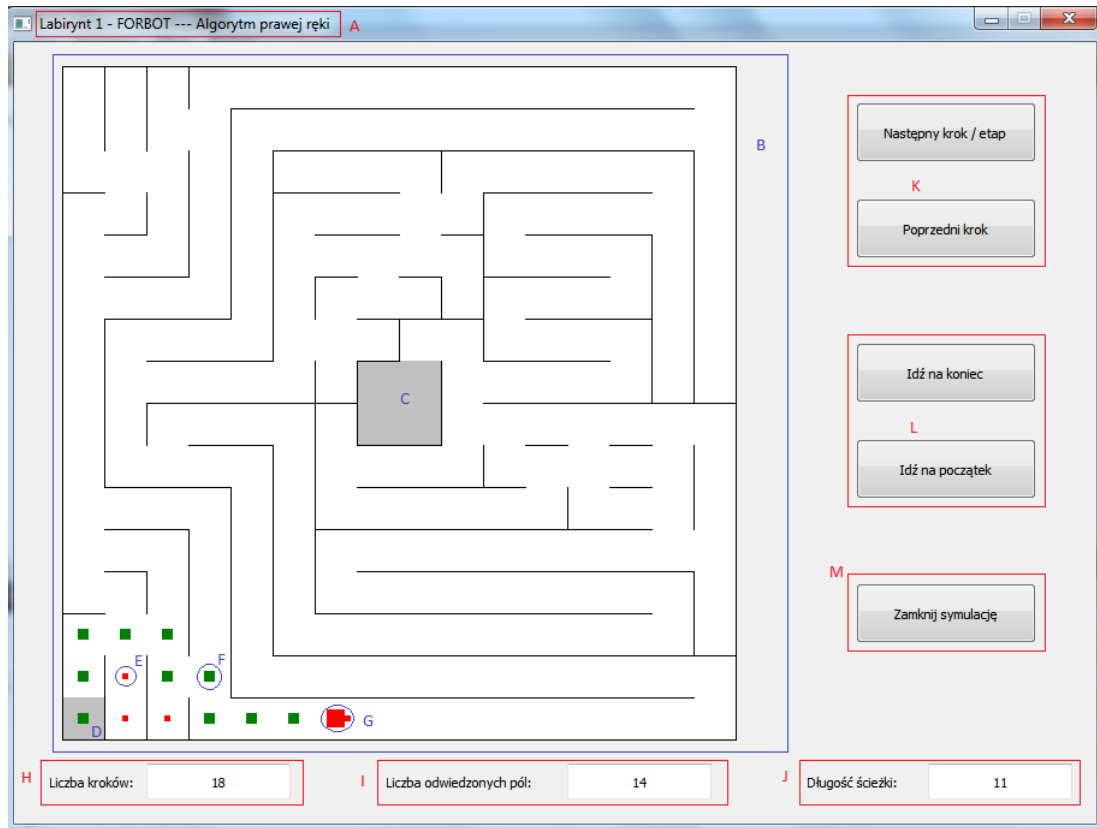 Labirynt 1 - FORBOT --- Algorytm prawej ręki A
B
Następny krok / etap
K
Poprzedni krok
C
Idź na koniec
L
Idź na początek
M
Zamknij symulację
E
F
D
G
H Liczba kroków: 18 I Liczba odwiedzonych pól: 14 J Długość ścieżki: 11